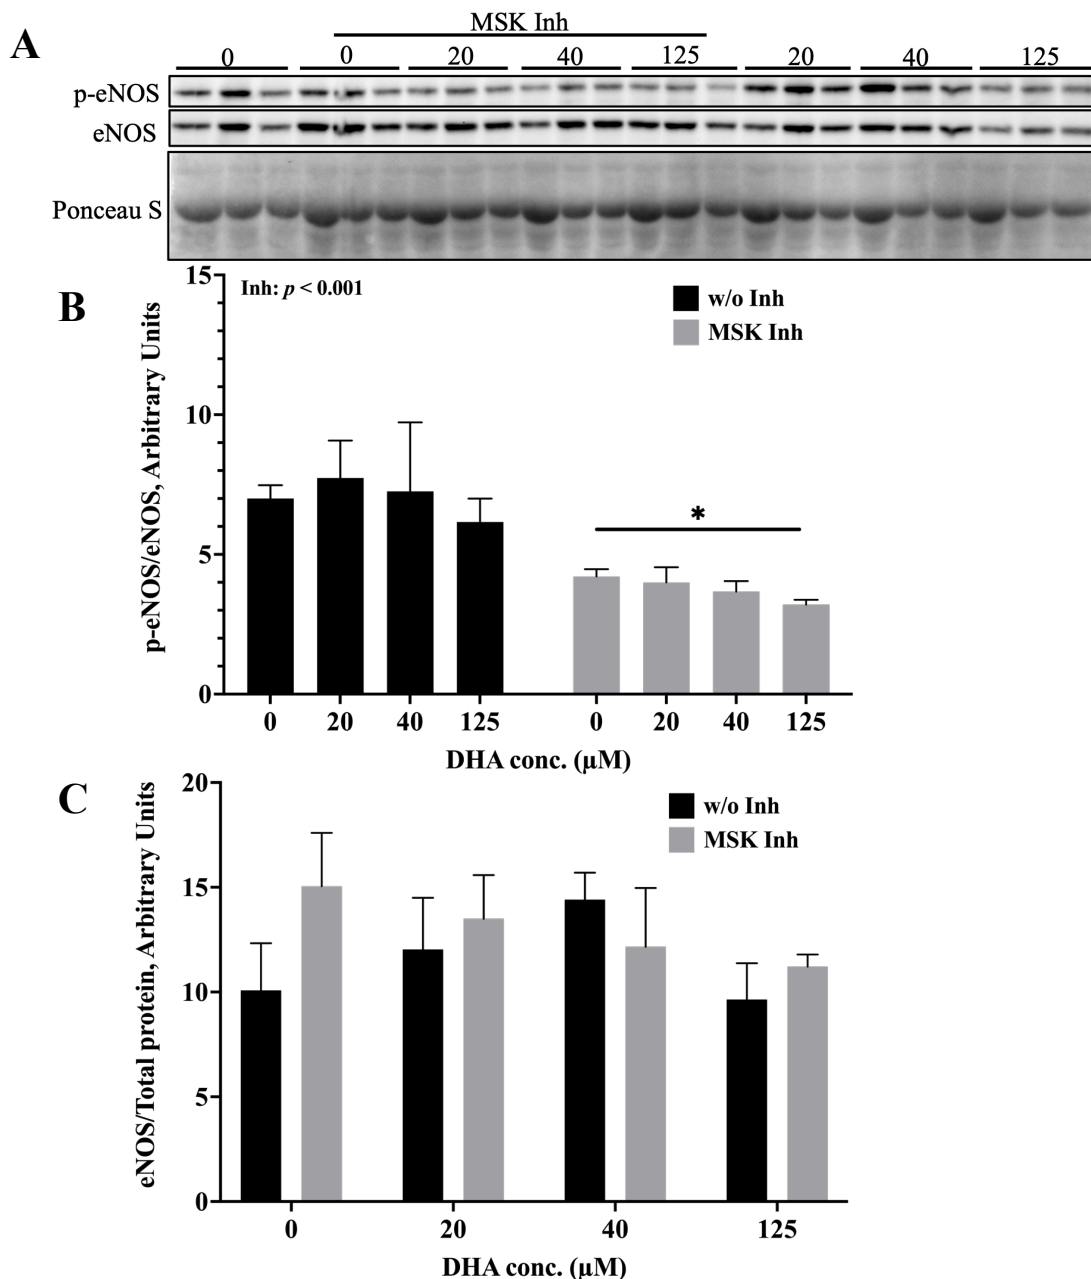 A
MSK Inh
0 0 20 40 125 20 40 125
p-eNOS
eNOS
Ponceau S
B
Inh: p < 0.001
w/o Inh
MSK Inh
p-eNOS/eNOS, Arbitrary Units
15
10
5
0
0 20 40 125 0 20 40 125
DHA conc. (μM)
C
w/o Inh
MSK Inh
eNOS/Total protein, Arbitrary Units
20
15
10
5
0
0 20 40 125
DHA conc. (μM)